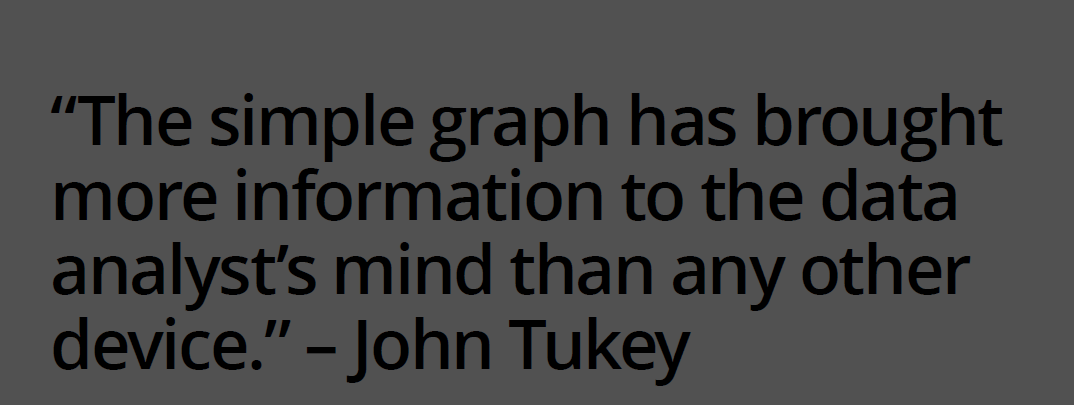 “The simple graph has brought
more information to the data
analyst’s mind than any other
device.” – John Tukey